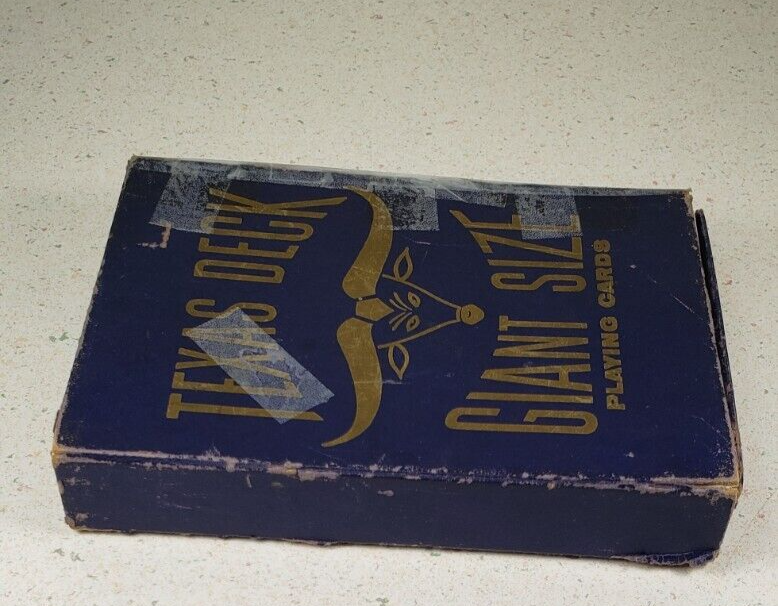 TEXAS DECK
GIANT SIZE
PLAYING CARDS